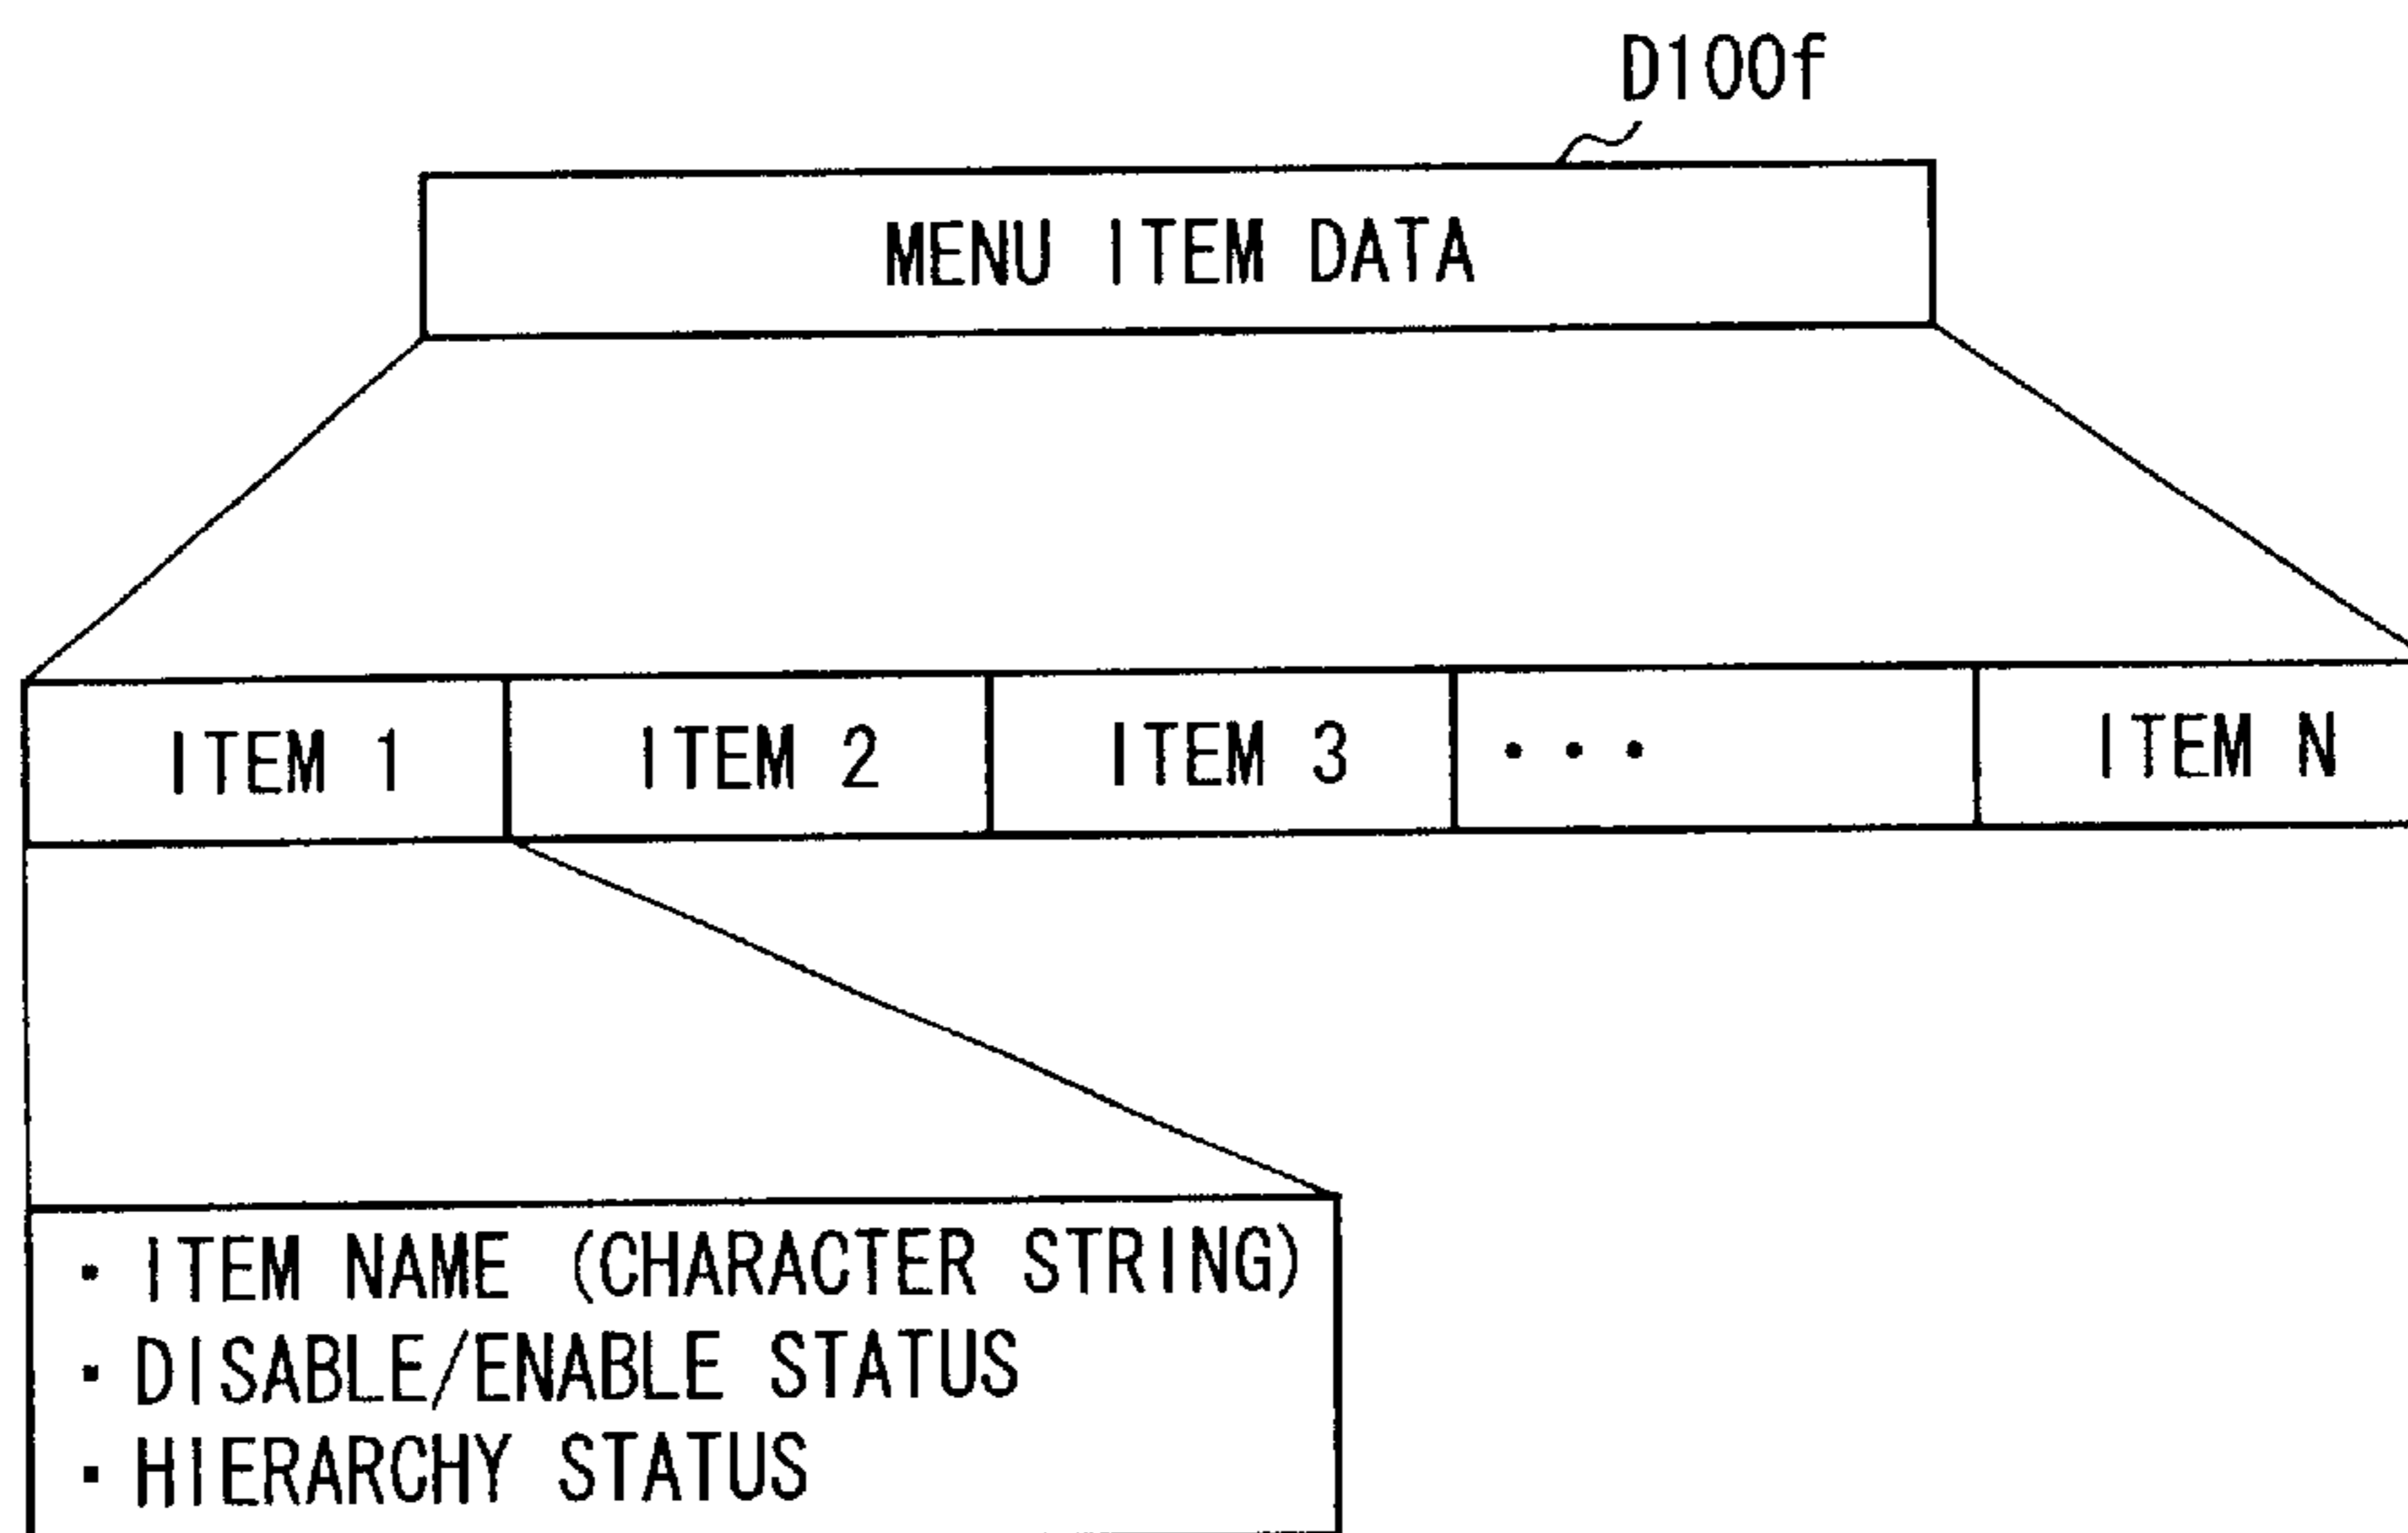 D100f
MENU ITEM DATA
ITEM 1 ITEM 2 ITEM 3 • • • ITEM N
• ITEM NAME (CHARACTER STRING)
• DISABLE/ENABLE STATUS
• HIERARCHY STATUS